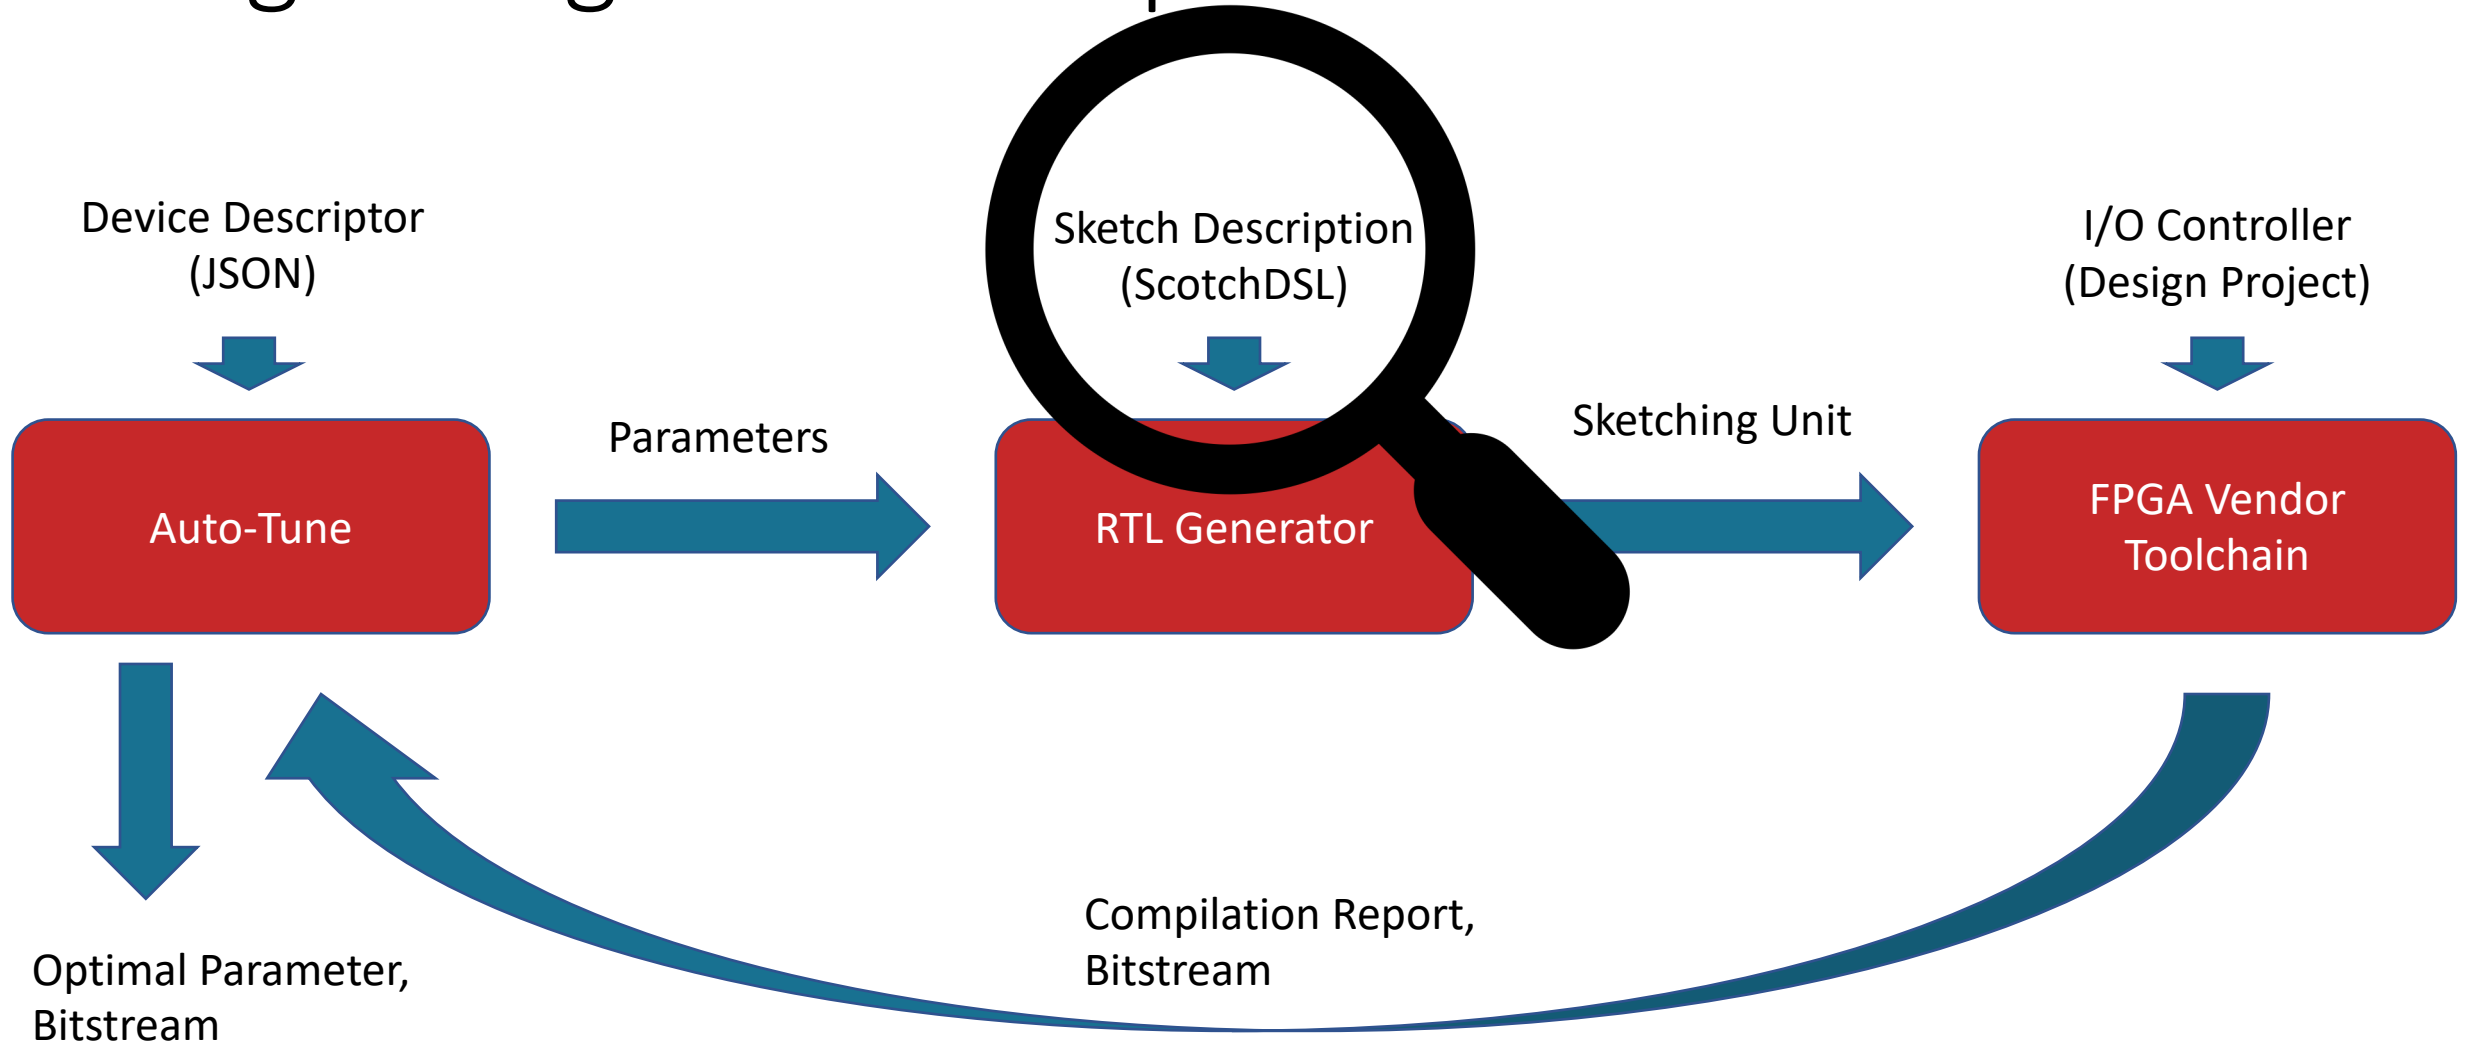 Device Descriptor
(JSON)
Sketch Description
(ScotchDSL)
I/O Controller
(Design Project)
Parameters
Sketching Unit
Auto-Tune
RTL Generator
FPGA Vendor
Toolchain
Compilation Report,
Bitstream
Optimal Parameter,
Bitstream